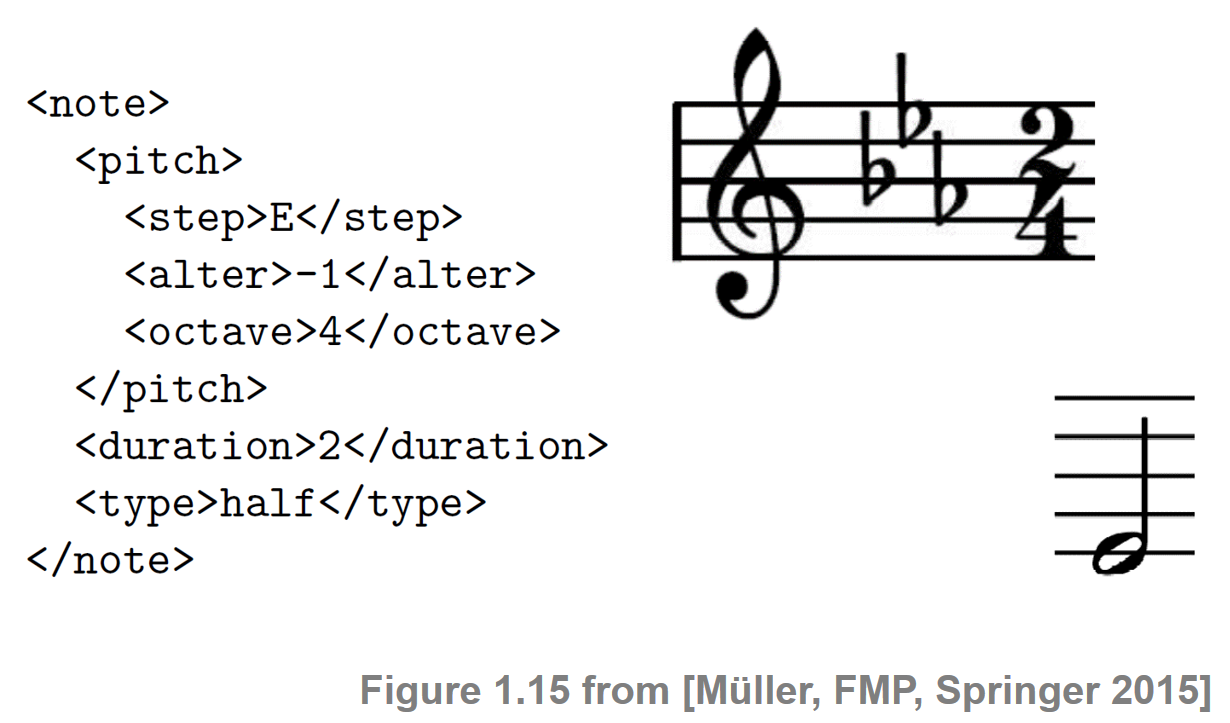 <note>
<pitch>
<step>E</step>
<alter>-1</alter>
<octave>4</octave>
</pitch>
<duration>2</duration>
<type>half</type>
</note>
2
4
Figure 1.15 from [Müller, FMP, Springer 2015]